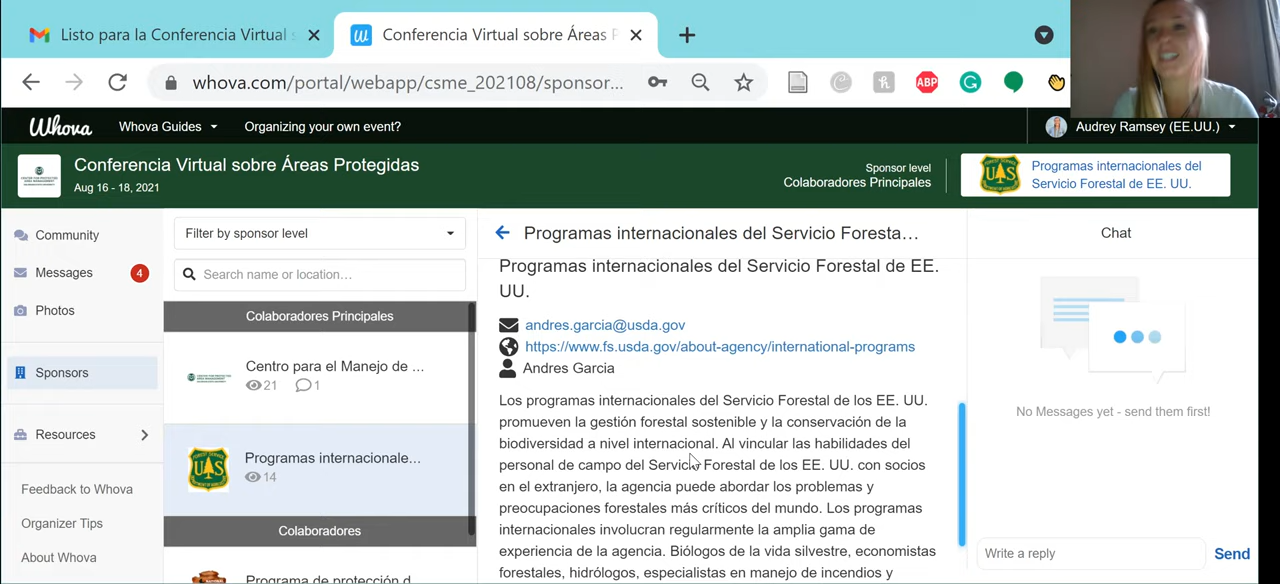 Listo para la Conferencia Virtual s
Conferencia Virtual sobre Áreas P
whova.com/portal/webapp/csme_202108/sponsor...
ABP
Whova
Whova Guides
Organizing your own event?
Audrey Ramsey (EE.UU.)
Conferencia Virtual sobre Áreas Protegidas
Aug 16 - 18, 2021
Sponsor level
Colaboradores Principales
UAS
Programas internacionales del
Servicio Forestal de EE. UU.
Community
Messages
4
Photos
Sponsors
Resources
Feedback to Whova
Organizer Tips
About Whova
Filter by sponsor level
Search name or location...
Colaboradores Principales
Centro para el Manejo de ...
21 1
UAS
Programas internacionale...
14
Colaboradores
Programa de protección d
Programas internacionales del Servicio Foresta...
Programas internacionales del Servicio Forestal de EE.
UU.
andres.garcia@usda.gov
https://www.fs.usda.gov/about-agency/international-programs
Andres Garcia
Los programas internacionales del Servicio Forestal de los EE. UU.
promueven la gestión forestal sostenible y la conservación de la
biodiversidad a nivel internacional. Al vincular las habilidades del
personal de campo del Servicio Forestal de los EE. UU. con socios
en el extranjero, la agencia puede abordar los problemas y
preocupaciones forestales más críticos del mundo. Los programas
internacionales involucran regularmente la amplia gama de
experiencia de la agencia. Biólogos de la vida silvestre, economistas
forestales, hidrólogos, especialistas en manejo de incendios y
Chat
No Messages yet - send them first!
Write a reply
Send